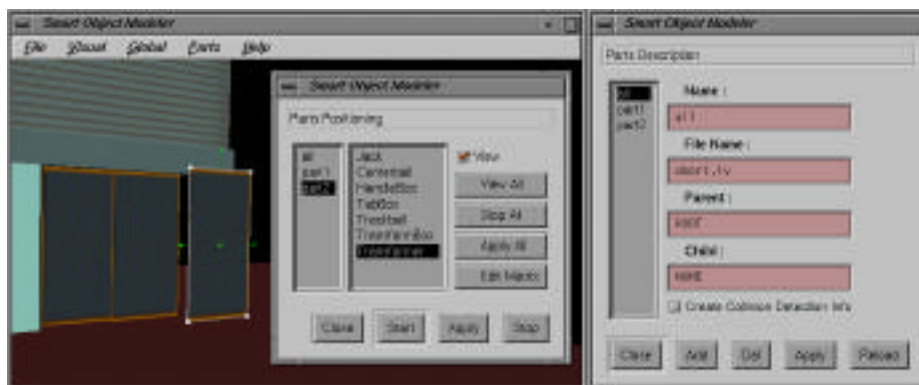 Smart Object Modeler
File Visual Global Parts Help
Smart Object Modeler
Parts Positioning
all
part1
part2
Jack
Centerball
HandleBox
TabBox
Trackball
TransformBox
Transformer
View
View All
Stop All
Apply All
Edit Matrix
Close Start Apply Stop
Smart Object Modeler
Parts Description
all
part1
part2
Name :
all
File Name :
Parent :
ROOT
Child :
NONE
Create Collision Detection Info
Close Add Del Apply Reload